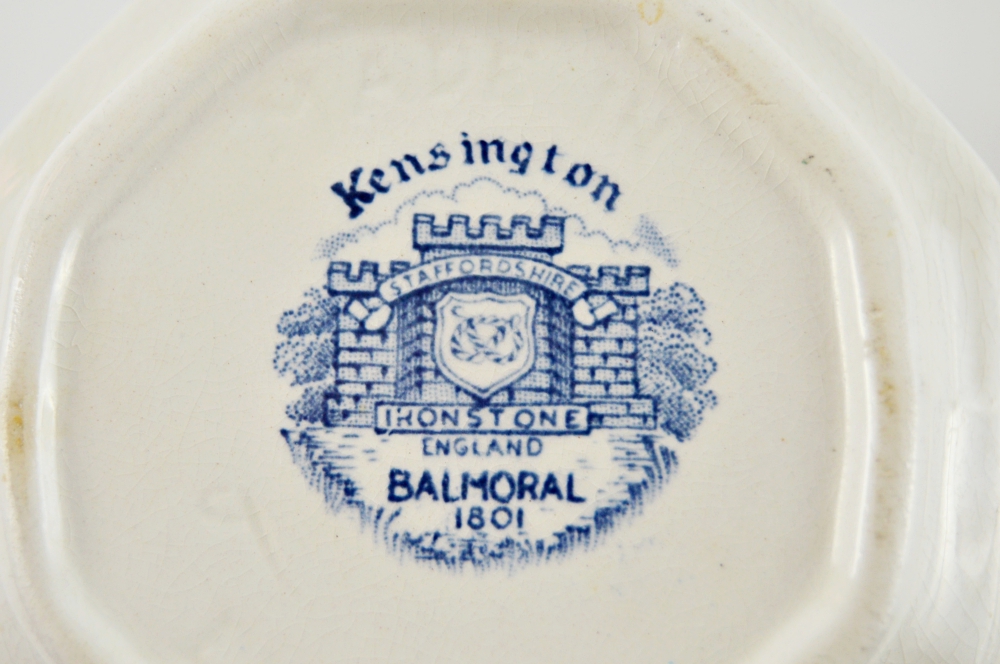 Kensington
STAFFORDSHIRE
IRONSTONE
ENGLAND
BALMORAL
1801